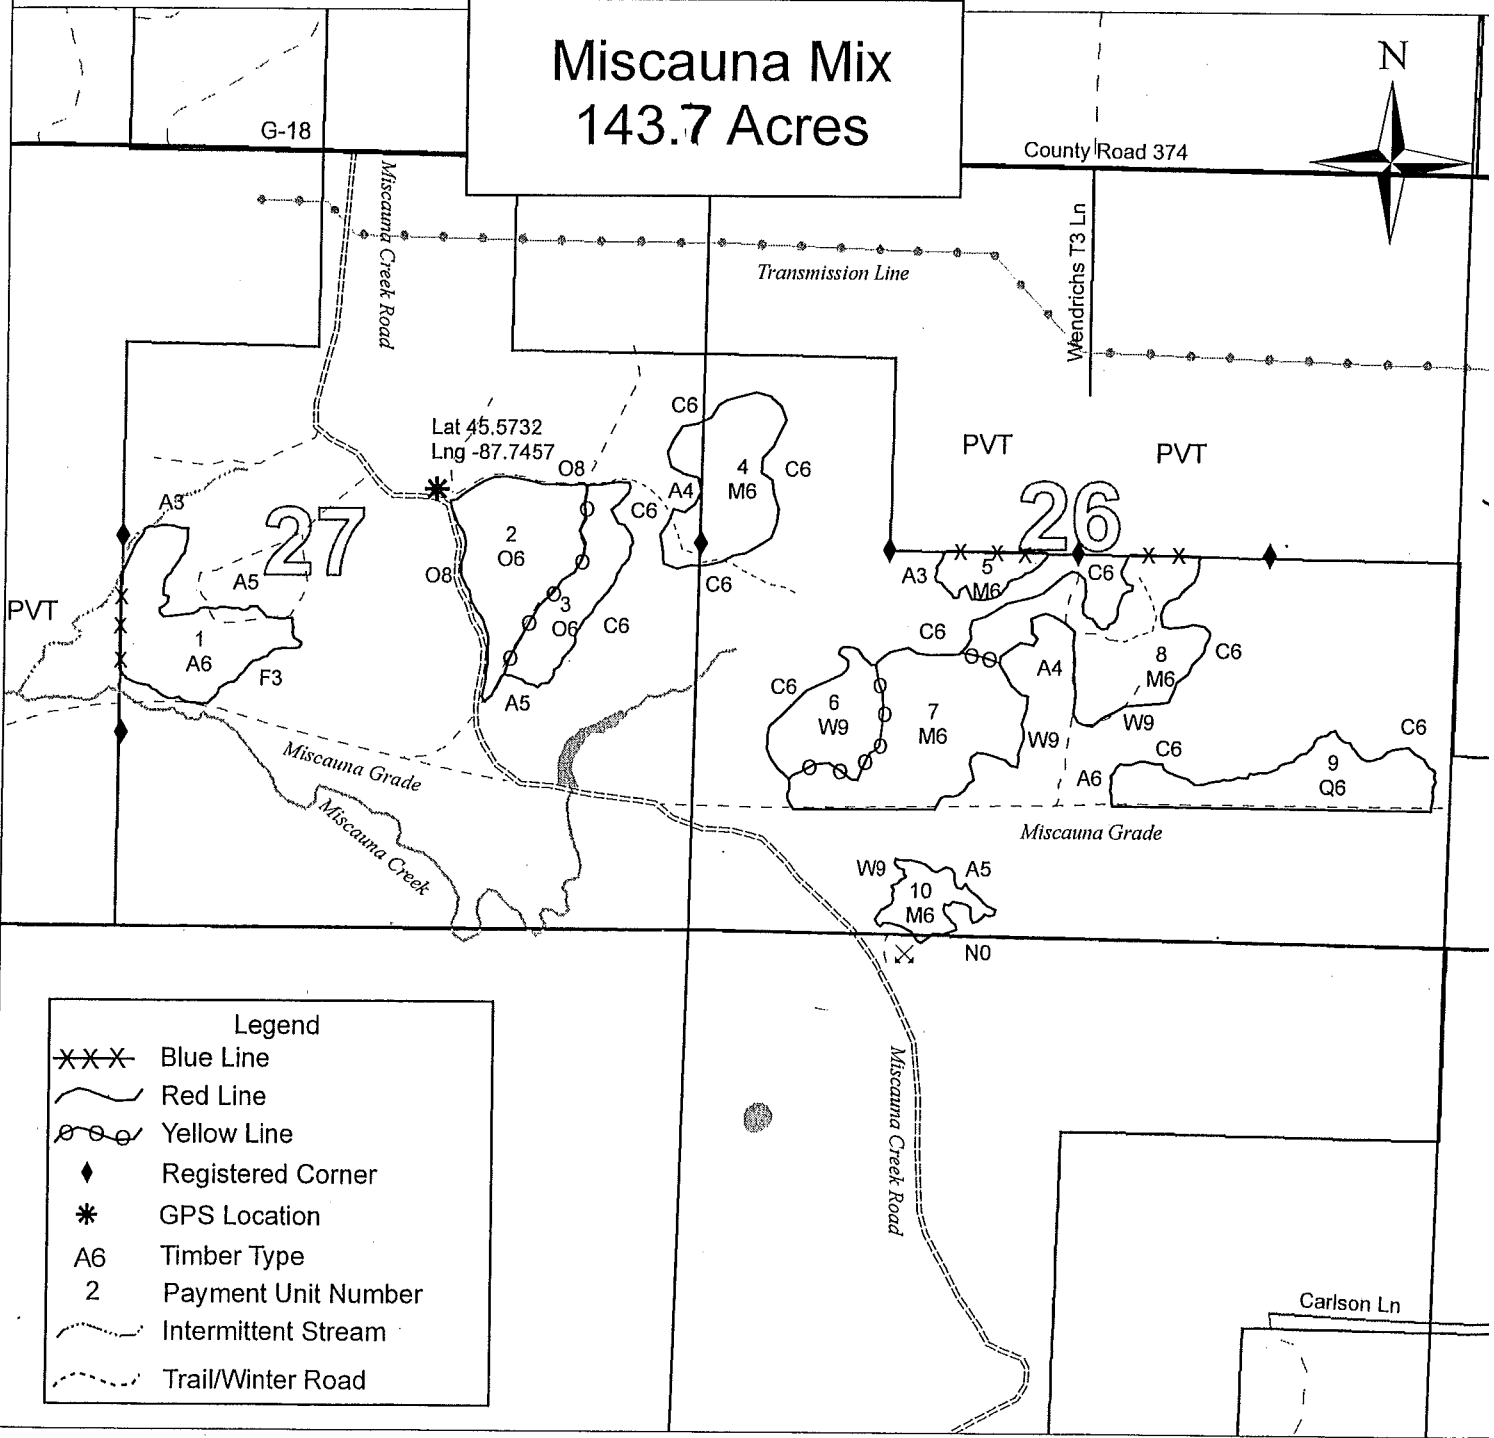 Miscauna Mix
143.7 Acres
N
G-18
County Road 374
Miscauna Creek Road
Transmission Line
Wendrichs T3 Ln
Lat 45.5732
Lng -87.7457
PVT
PVT
PVT
27
26
A3
A5
1
A6
F3
O8
O8
2
O6
3
O6
C6
C6
A5
C6
4
M6
C6
A4
C6
A3
5
M6
C6
C6
8
M6
C6
W9
A4
C6
6
W9
7
M6
W9
A6
C6
9
Q6
C6
Miscauna Grade
Miscauna Grade
Miscauna Creek
W9
A5
10
M6
N0
Miscauna Creek Road
Carlson Ln
Legend
XXX Blue Line
Red Line
Yellow Line
Registered Corner
GPS Location
A6 Timber Type
2 Payment Unit Number
Intermittent Stream
Trail/Winter Road